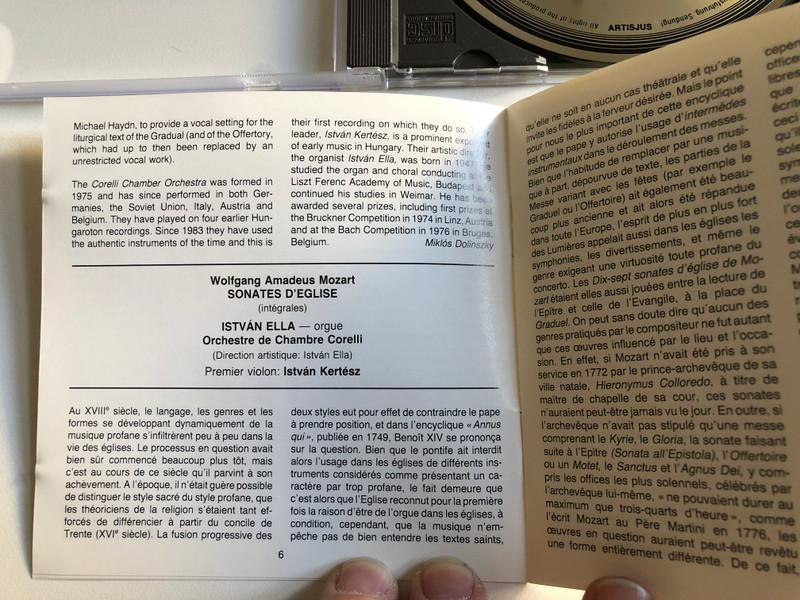 Michael Haydn, to provide a vocal setting for the
liturgical text of the Gradual (and of the Offertory,
which had up to then been replaced by an
unrestricted vocal work).
The Corelli Chamber Orchestra was formed in
1975 and has since performed in both Ger-
manies, the Soviet Union, Italy, Austria and
Belgium. They have played on four earlier Hun-
garoton recordings. Since 1983 they have used
the authentic instruments of the time and this is
their first recording on which they do so.
leader, István Kertész, is a prominent
of early music in Hungary. Their artistic
the organist István Ella, was born in 1947
studied the organ and choral conducting
Liszt Ferenc Academy of Music, Budapest
continued his studies in Weimar. He has been
awarded several prizes, including first prizes at
the Bruckner Competition in 1974 in Linz, Austria
and at the Bach Competition in 1976 in Bruges,
Belgium.
Miklós Dolinszky
Wolfgang Amadeus Mozart
SONATES D'EGLISE
(intégrales)
ISTVÁN ELLA — orgue
Orchestre de Chambre Corelli
(Direction artistique: István Ella)
Premier violon: István Kertész
Au XVIIIe siècle, le langage, les genres et les
formes se développant dynamiquement de la
musique profane s'infiltrèrent peu à peu dans la
vie des églises. Le processus en question avait
bien sûr commencé beaucoup plus tôt, mais
c'est au cours de ce siècle qu'il parvint à son
achèvement. A l'époque, il n'était guère possible
de distinguer le style sacré du style profane, que
les théoriciens de la religion s'étaient tant ef-
forcés de différencier à partir du concile de
Trente (XVIe siècle). La fusion progressive des
deux styles eut pour effet de contraindre le pape
à prendre position, et dans l'encyclique « Annus
qui », publiée en 1749, Benoît XIV se prononça
sur la question. Bien que le pontife ait interdit
alors l'usage dans les églises de différents ins-
truments considérés comme présentant un ca-
ractère par trop profane, le fait demeure que
c'est alors que l'Eglise reconnut pour la première
fois la raison d'être de l'orgue dans les églises, à
condition, cependant, que la musique n'em-
pêche pas de bien entendre les textes saints,
6
qu'elle ne soit en aucun cas théâtrale et qu'elle
invite les fidèles à la ferveur désirée. Mais le point
pour nous le plus important de cette encyclique
est que le pape y autorise l'usage d'intermèdes
instrumentaux dans le déroulement des messes.
Bien que l'habitude de remplacer par une musi-
que à part, dépourvue de texte, les parties de la
Messe variant avec les fêtes (par exemple le
Graduel ou l'Offertoire) ait également été beau-
coup plus ancienne et ait alors été répandue
dans toute l'Europe, l'esprit de plus en plus fort
des Lumières appelait aussi dans les églises les
symphonies, les divertissements, et même le
genre exigeant une virtuosité toute profane du
concerto. Les Dix-sept sonates d'église de Mo-
zart étaient elles aussi jouées entre la lecture de
l'Epître et celle de l'Evangile, à la place du
Graduel. On peut sans doute dire qu'aucun des
genres pratiqués par le compositeur ne fut autant
que ces œuvres influencé par le lieu et l'occa-
sion. En effet, si Mozart n'avait été pris à son
service en 1772 par le prince-archevêque de sa
ville natale, Hieronymus Colloredo, à titre de
maître de chapelle de sa cour, ces sonates
n'auraient peut-être jamais vu le jour. En outre, si
l'archevêque n'avait pas stipulé qu'une messe
comprenant le Kyrie, le Gloria, la sonate faisant
suite à l'Epitre (Sonata all'Epistola), l'Offertoire
ou un Motet, le Sanctus et l'Agnus Dei, y com-
pris les offices les plus solennels, célébrés par
l'archevêque lui-même, « ne pouvaient durer au
maximum que trois-quarts d'heure », comme
l'écrit Mozart au Père Martini en 1776, les
œuvres en question auraient peut-être revêtu
une forme entièrement différente. De ce fait,
ARTISJUS
All rights of the producer